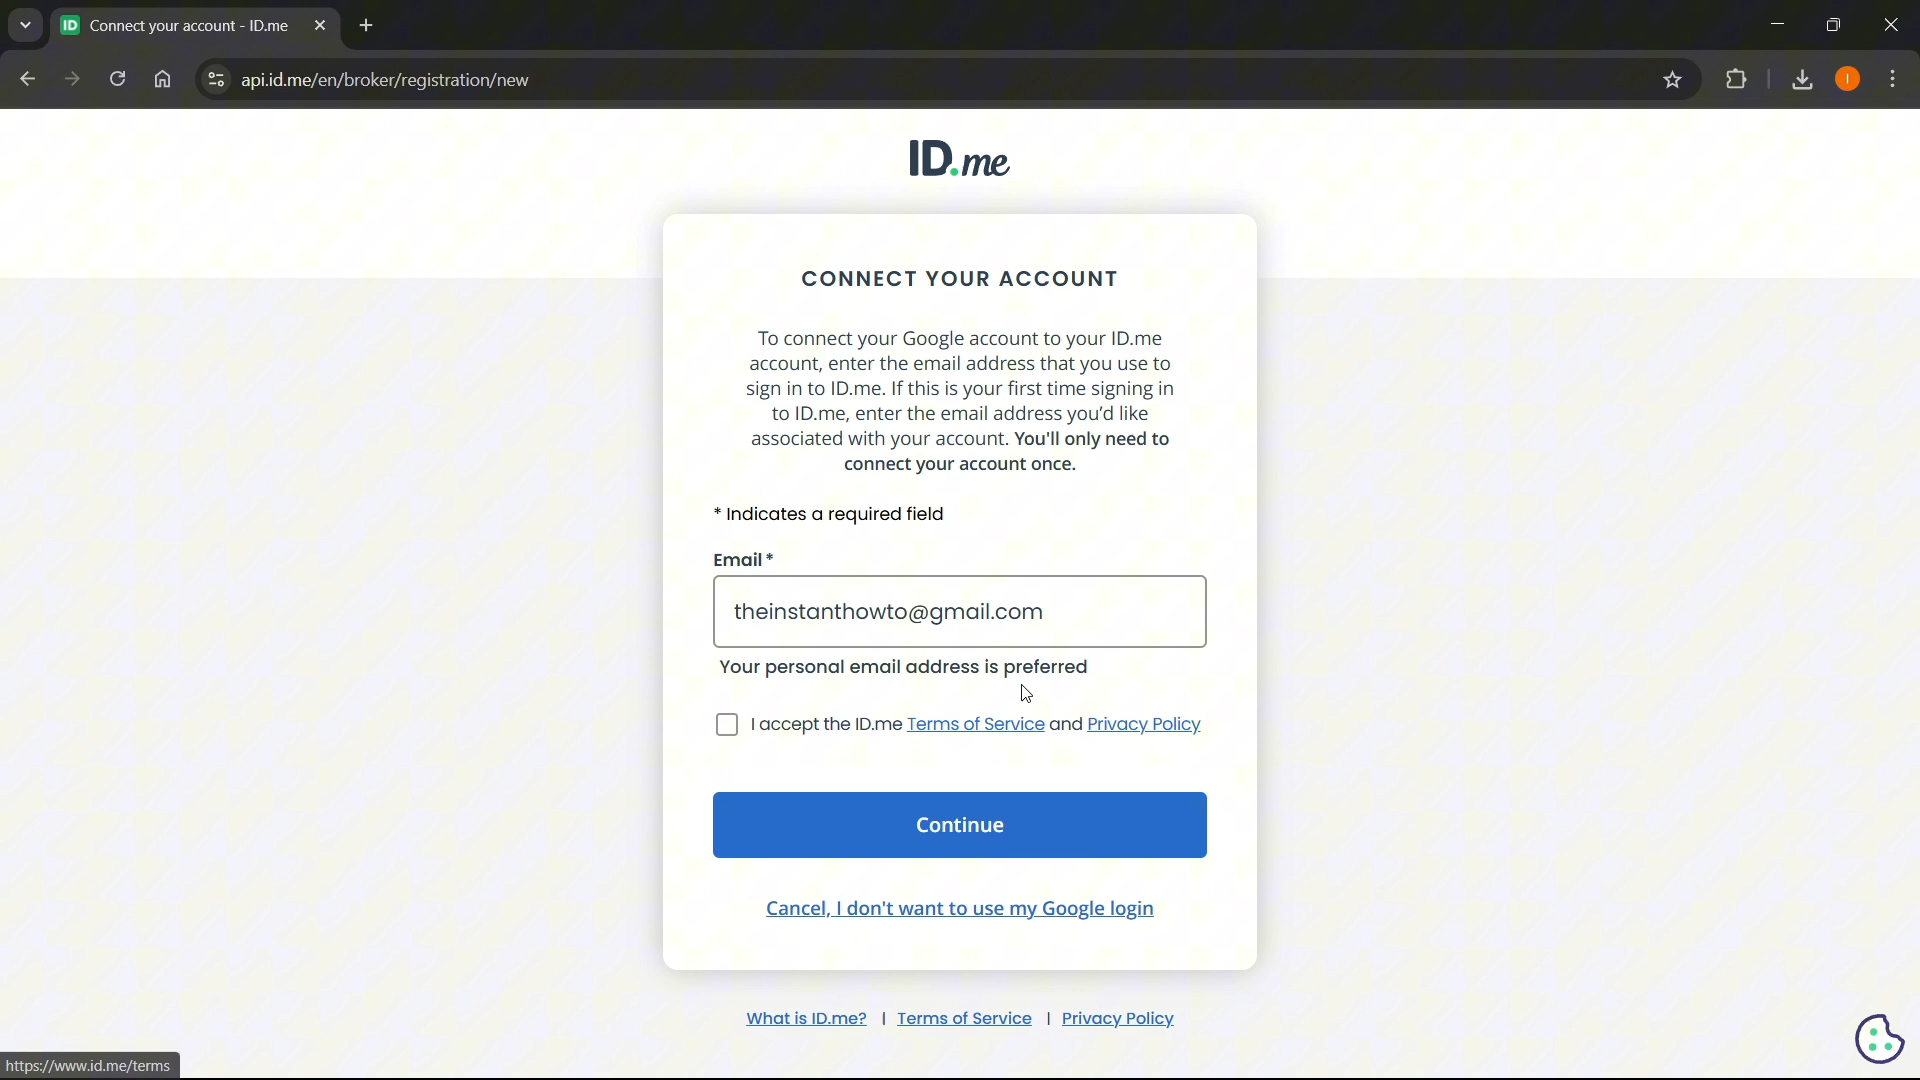 ID Connect your account - ID.me
api.id.me/en/broker/registration/new
I
ID.me
CONNECT YOUR ACCOUNT
To connect your Google account to your ID.me
account, enter the email address that you use to
sign in to ID.me. If this is your first time signing in
to ID.me, enter the email address you’d like
associated with your account. You'll only need to
connect your account once.
* Indicates a required field
Email *
theinstanthowto@gmail.com
Your personal email address is preferred
I accept the ID.me Terms of Service and Privacy Policy
Continue
Cancel, I don't want to use my Google login
What is ID.me? | Terms of Service | Privacy Policy
https://www.id.me/terms